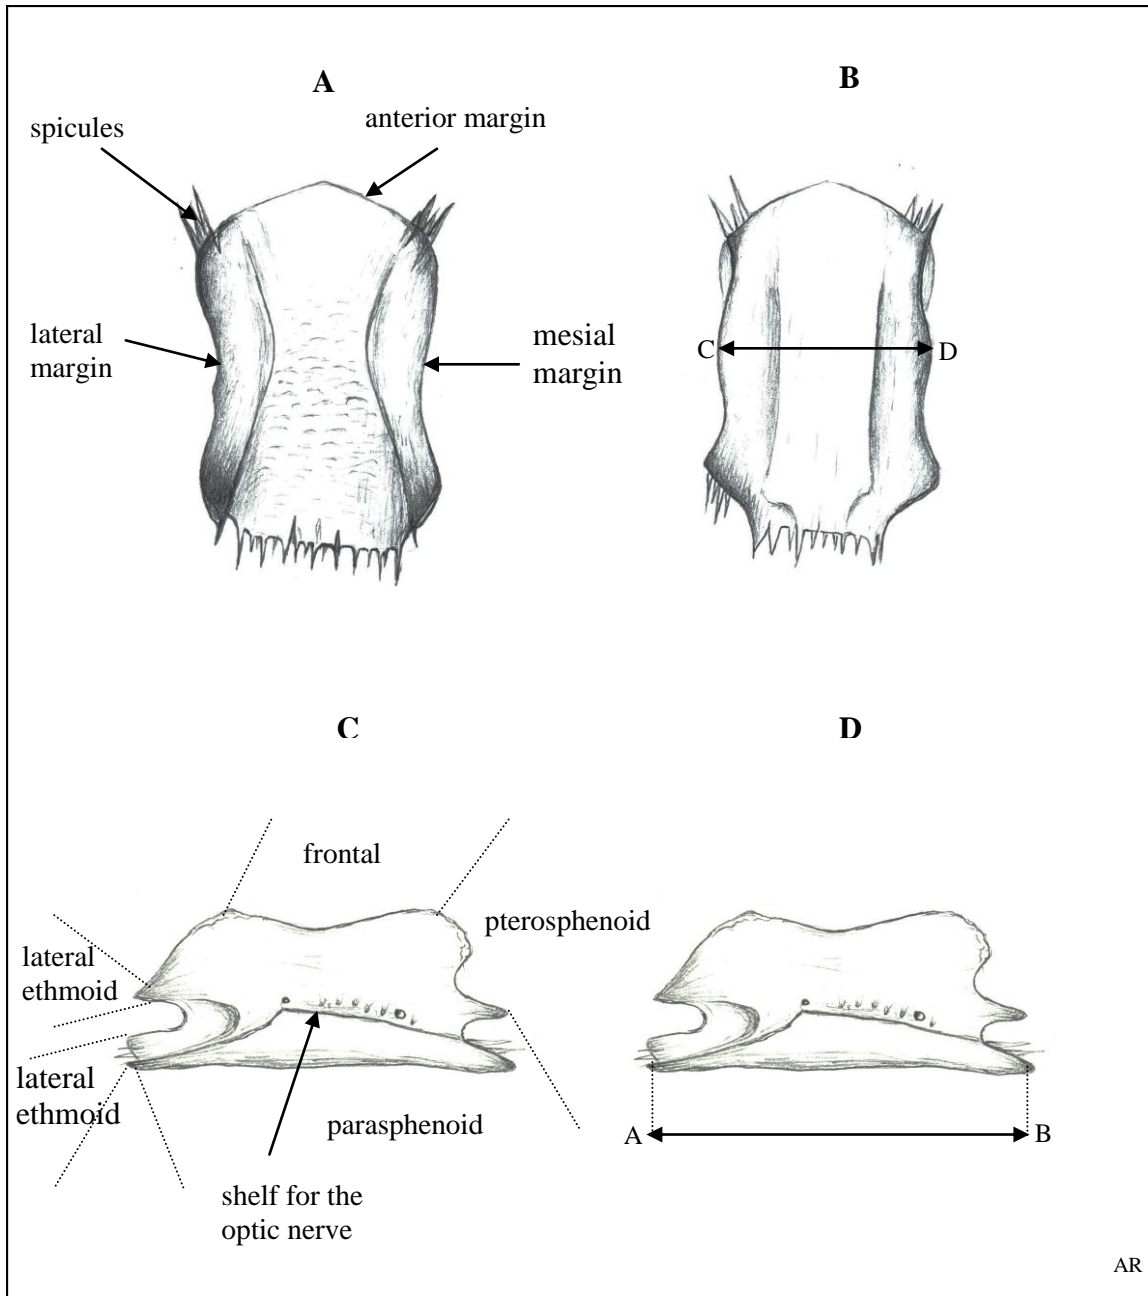 A
B
spicules
anterior margin
lateral
margin
mesial
margin
C
D
C
D
frontal
pterosphenoid
lateral
ethmoid
lateral
ethmoid
parasphenoid
A
B
shelf for the
optic nerve
AR